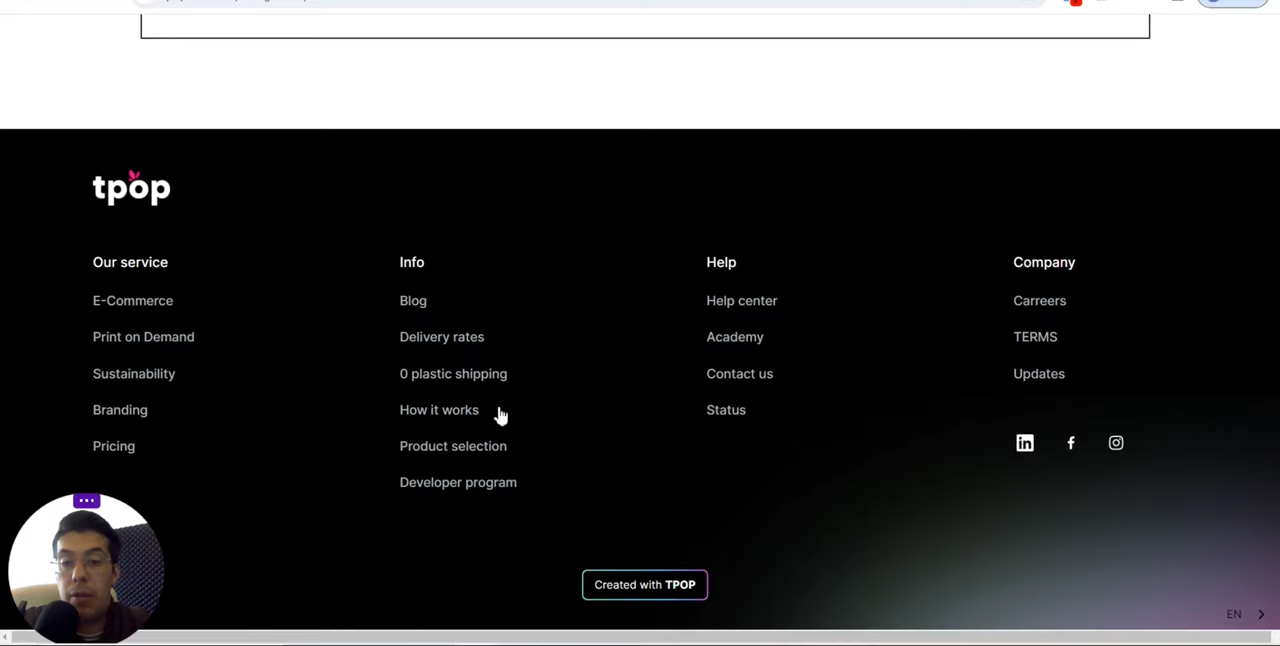 tpop
Our service
E-Commerce
Print on Demand
Sustainability
Branding
Pricing
Info
Blog
Delivery rates
0 plastic shipping
How it works
Product selection
Developer program
Help
Help center
Academy
Contact us
Status
Company
Carreers
TERMS
Updates
in
f
Created with TPOP
EN